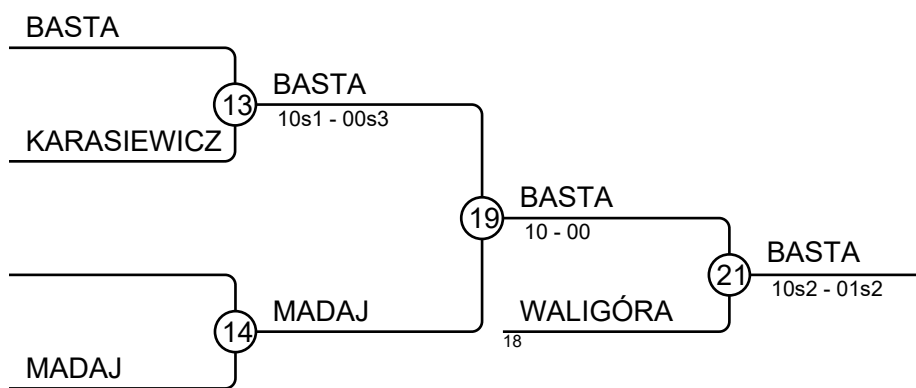 BASTA
13
BASTA
10s1 - 00s3
KARASIEWICZ
19
BASTA
10 - 00
21
BASTA
10s2 - 01s2
14
MADAJ
WALIGÓRA
18
MADAJ